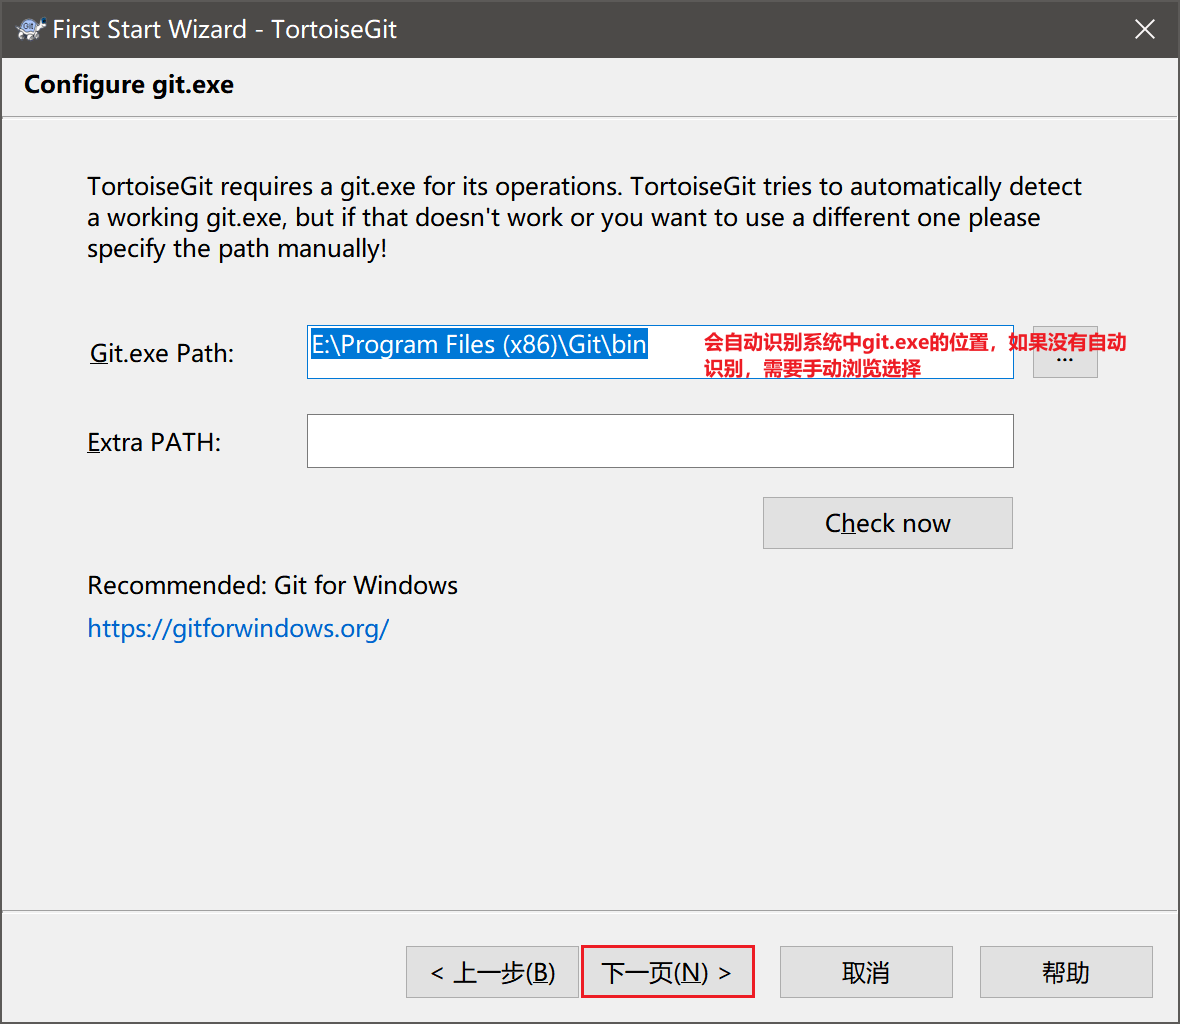 First Start Wizard - TortoiseGit
Configure git.exe
TortoiseGit requires a git.exe for its operations. TortoiseGit tries to automatically detect
a working git.exe, but if that doesn't work or you want to use a different one please
specify the path manually!
Git.exe Path:
E:\Program Files (x86)\Git\bin
会自动识别系统中git.exe的位置，如果没有自动
识别，需要手动浏览选择
...
Extra PATH:
Check now
Recommended: Git for Windows
https://gitforwindows.org/
< 上一步(B)
下一页(N) >
取消
帮助